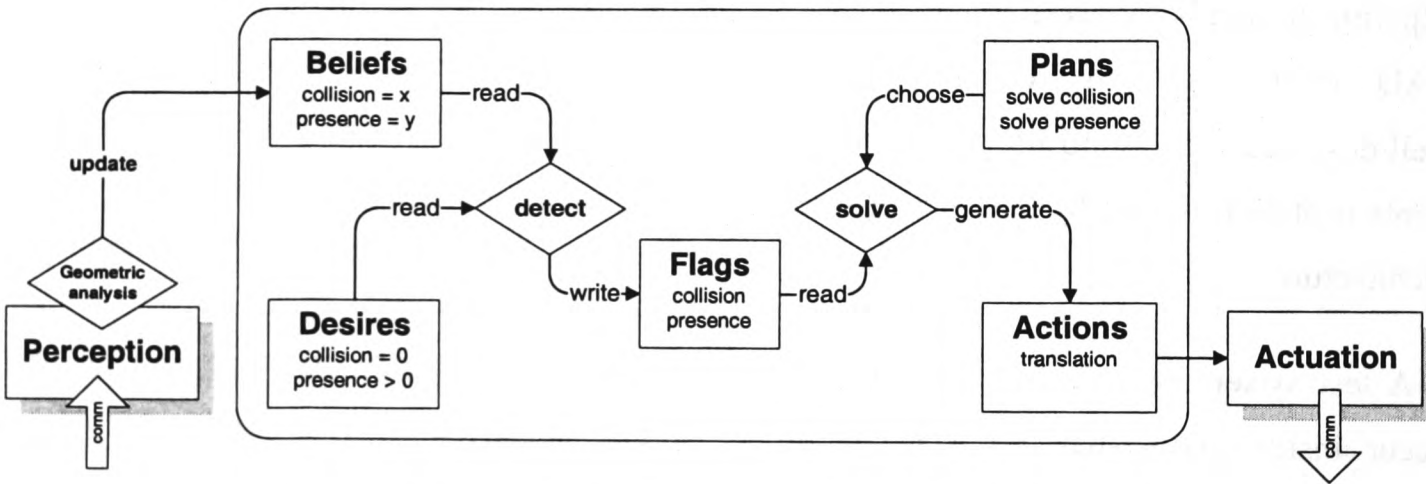 Beliefs
collision = x
presence = y
read
Plans
solve collision
solve presence
choose
update
read
detect
solve
generate
Geometric
analysis
Perception
comm
Desires
collision = 0
presence > 0
write
Flags
collision
presence
read
Actions
translation
Actuation
comm